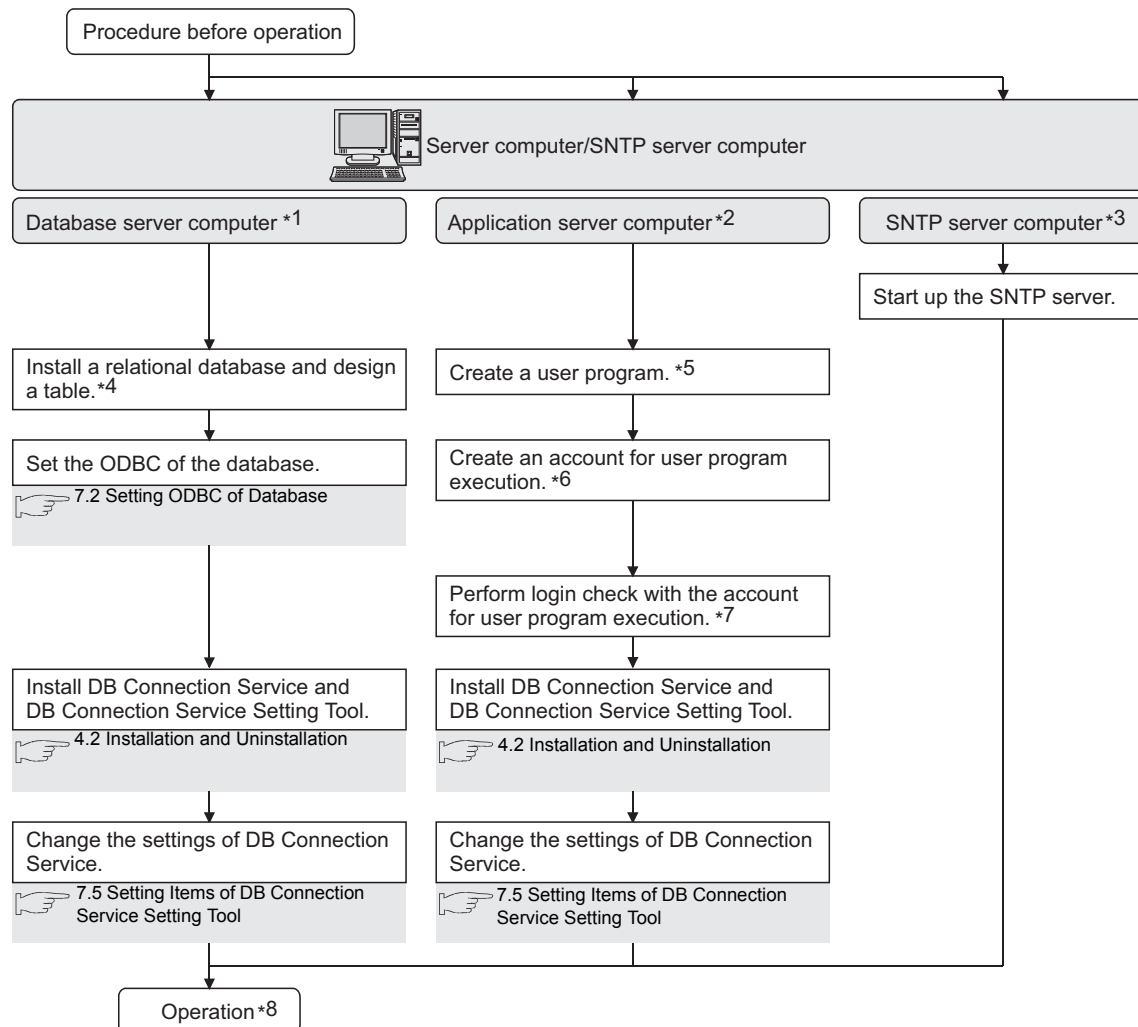 Procedure before operation
Server computer/SNTP server computer
Database server computer *1
Application server computer*2
SNTP server computer*3
Start up the SNTP server.
Install a relational database and design
a table.*4
Create a user program. *5
Set the ODBC of the database.
7.2 Setting ODBC of Database
Create an account for user program
execution. *6
Perform login check with the account
for user program execution. *7
Install DB Connection Service and
DB Connection Service Setting Tool.
4.2 Installation and Uninstallation
Install DB Connection Service and
DB Connection Service Setting Tool.
4.2 Installation and Uninstallation
Change the settings of DB Connection
Service.
7.5 Setting Items of DB Connection
Service Setting Tool
Change the settings of DB Connection
Service.
7.5 Setting Items of DB Connection
Service Setting Tool
Operation*8